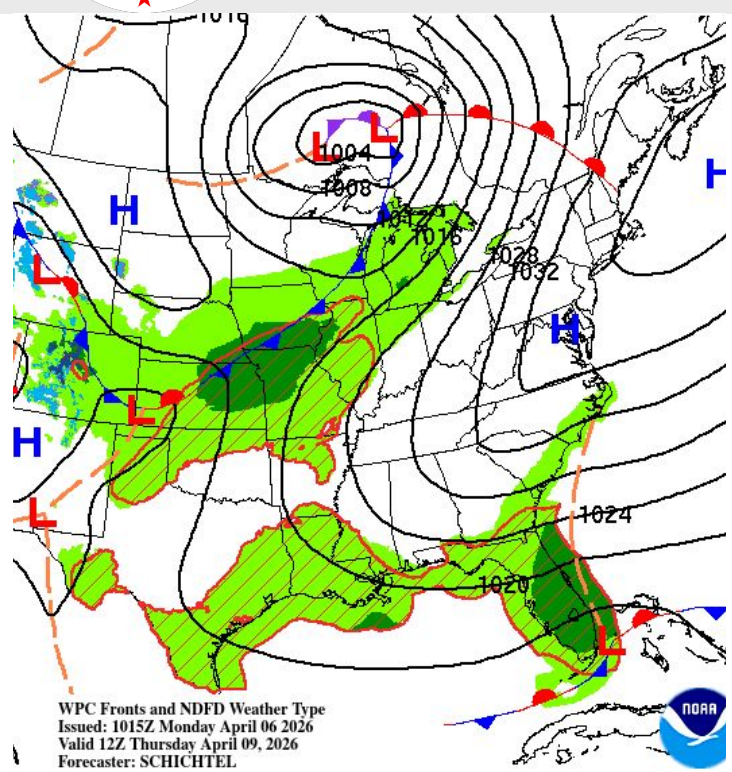 1016
L
L
1004
1008
H
H
1012
1016
1028
1032
L
H
L
H
L
1024
1020
L
WPC Fronts and NDFD Weather Type
Issued: 1015Z Monday April 06 2026
Valid 12Z Thursday April 09, 2026
Forecaster: SCHICHTEL
NOAA